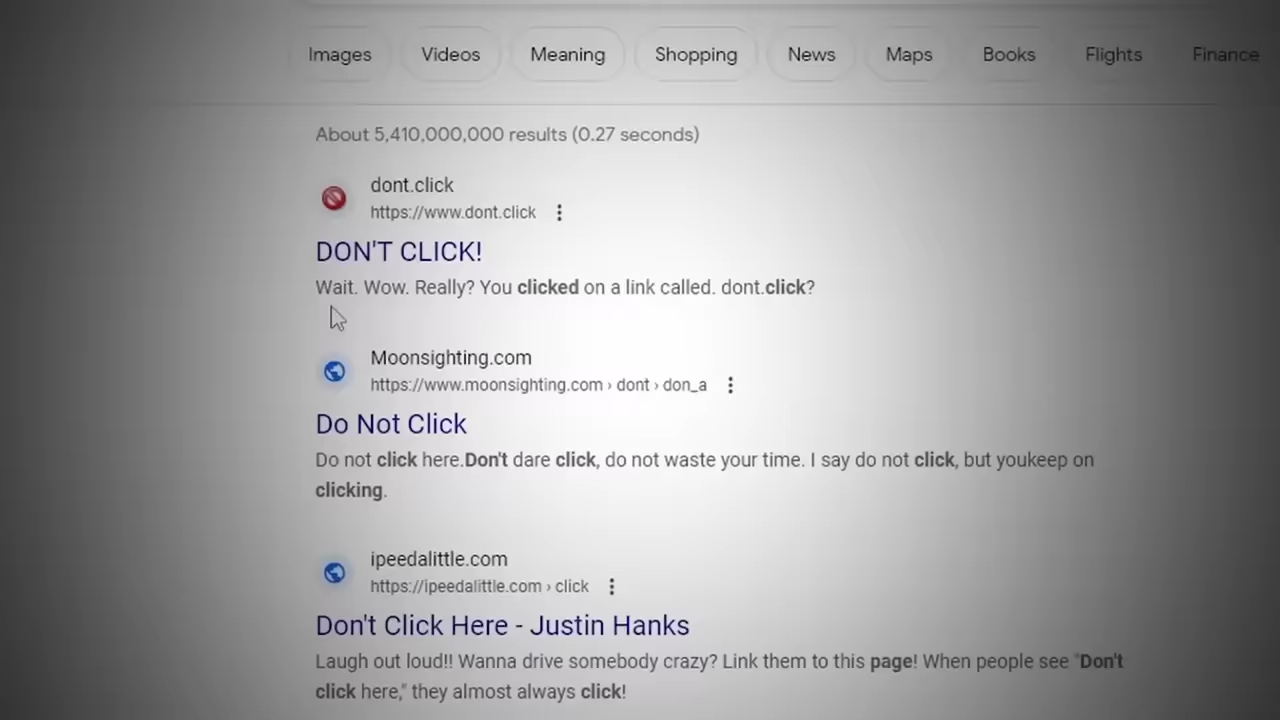 Images Videos Meaning Shopping News Maps Books Flights Finance
About 5,410,000,000 results (0.27 seconds)
dont.click
https://www.dont.click
DON'T CLICK!
Wait. Wow. Really? You clicked on a link called. dont.click?
Moonsighting.com
https://www.moonsighting.com › dont › don_a
Do Not Click
Do not click here.Don't dare click, do not waste your time. I say do not click, but youkeep on
clicking.
ipeedalittle.com
https://ipeedalittle.com › click
Don't Click Here - Justin Hanks
Laugh out loud!! Wanna drive somebody crazy? Link them to this page! When people see "Don't
click here," they almost always click!